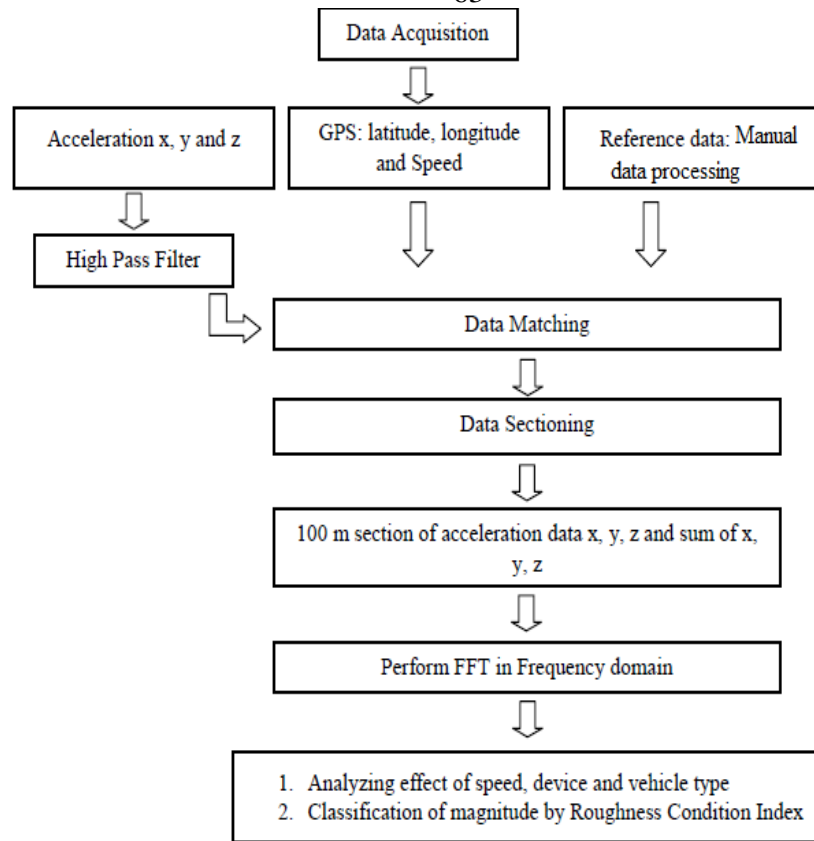 Data Acquisition
Acceleration x, y and z
GPS: latitude, longitude
and Speed
Reference data: Manual
data processing
High Pass Filter
Data Matching
Data Sectioning
100 m section of acceleration data x, y, z and sum of x,
y, z
Perform FFT in Frequency domain
1. Analyzing effect of speed, device and vehicle type
2. Classification of magnitude by Roughness Condition Index